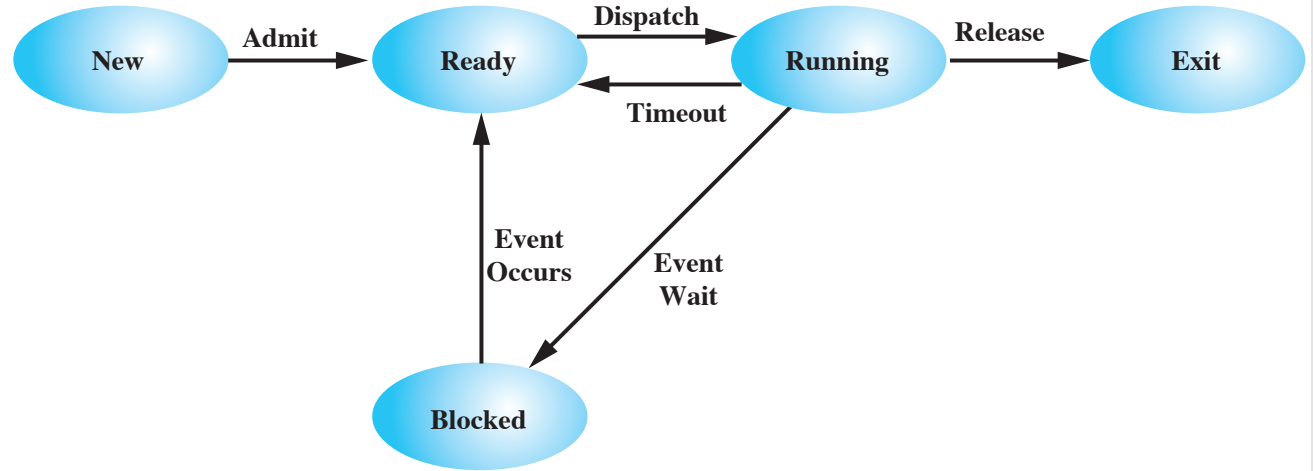 Dispatch
Release
Admit
New
Ready
Running
Exit
Timeout
Event
Occurs
Event
Wait
Blocked